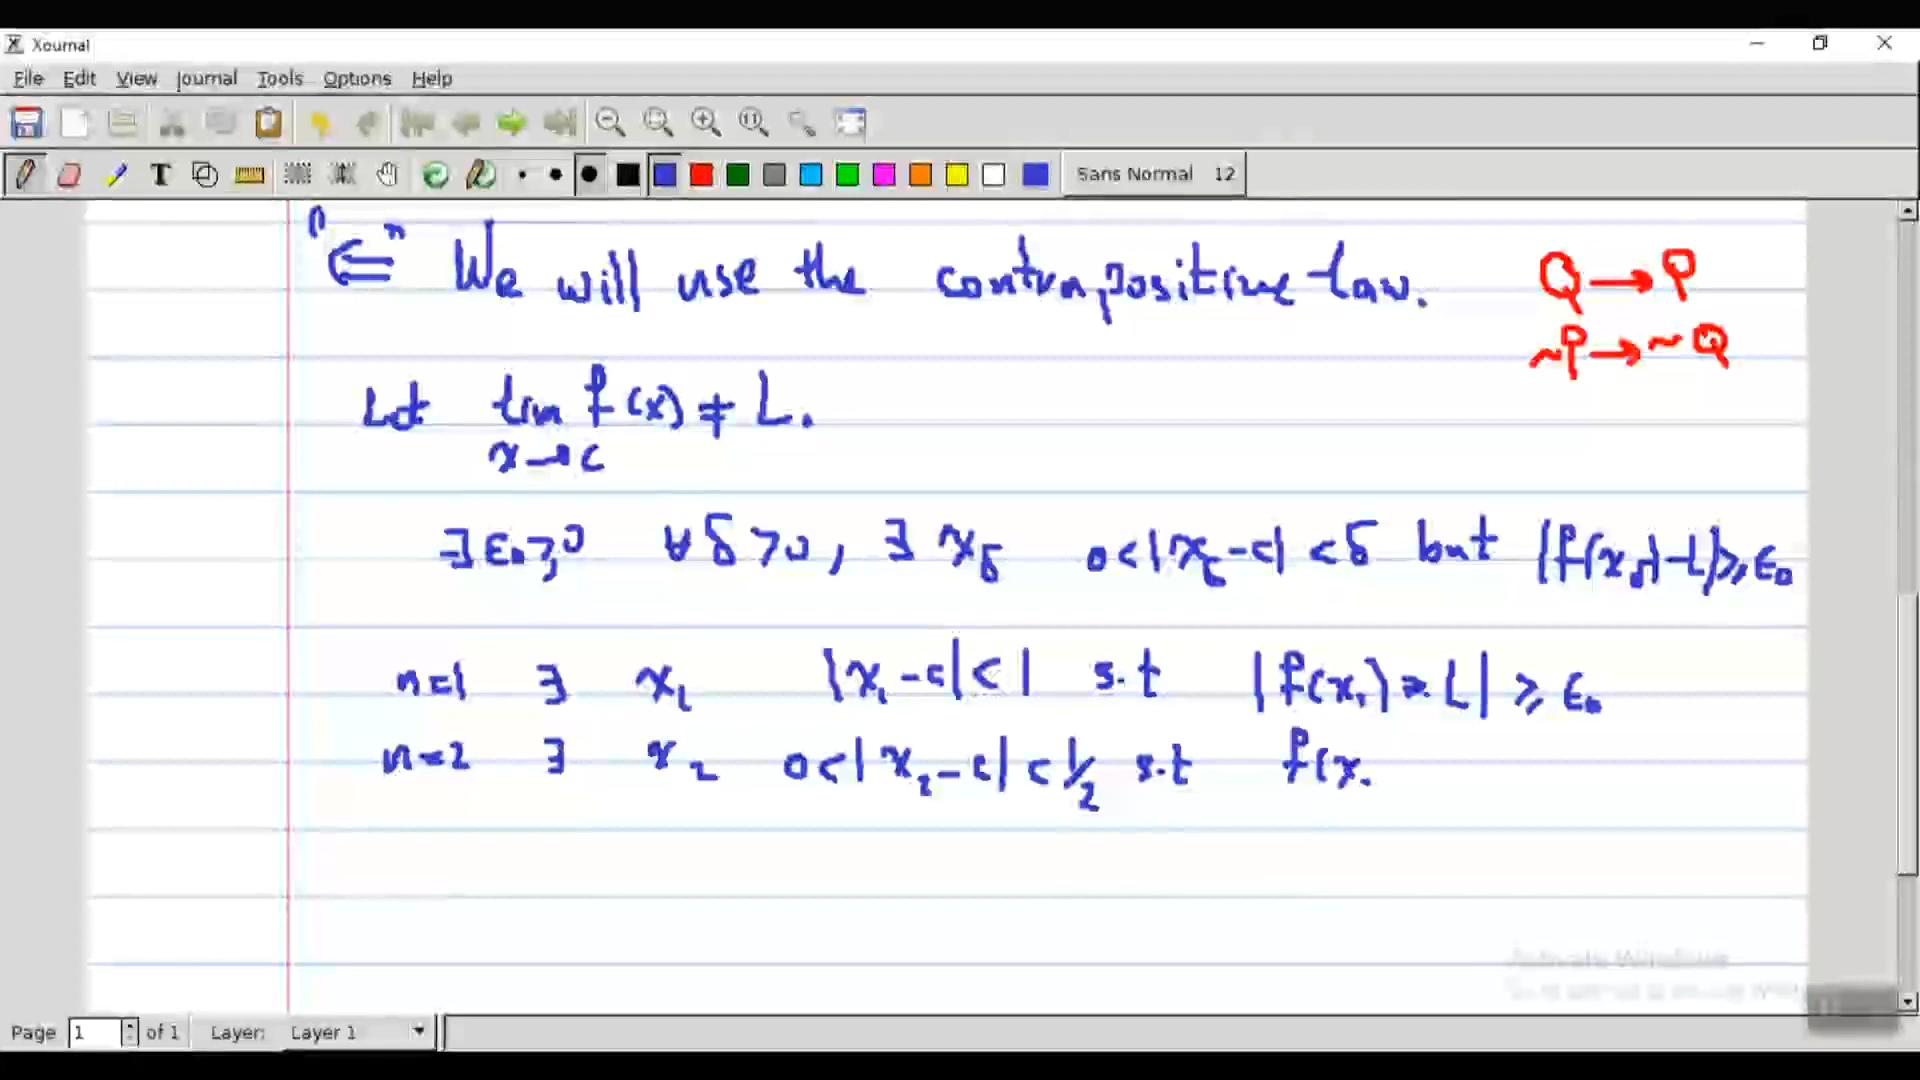 Xournal
File Edit View Journal Tools Options Help
Sans Normal 12
"⇐" We will use the contrapositive law.
Q → P
~P → ~Q
Let lim f(x) ≠ L.
x→c
∃ ε₀ > 0 ∀ δ > 0, ∃ x_δ 0 < |x_δ - c| < δ but |f(x_δ) - L| ≥ ε₀
n=1 ∃ x₁ |x₁ - c| < 1 s.t |f(x₁) - L| ≥ ε₀
n=2 ∃ x₂ 0 < |x₂ - c| < 1/2 s.t f(x
Activate Windows
Page 1 of 1 Layer: Layer 1